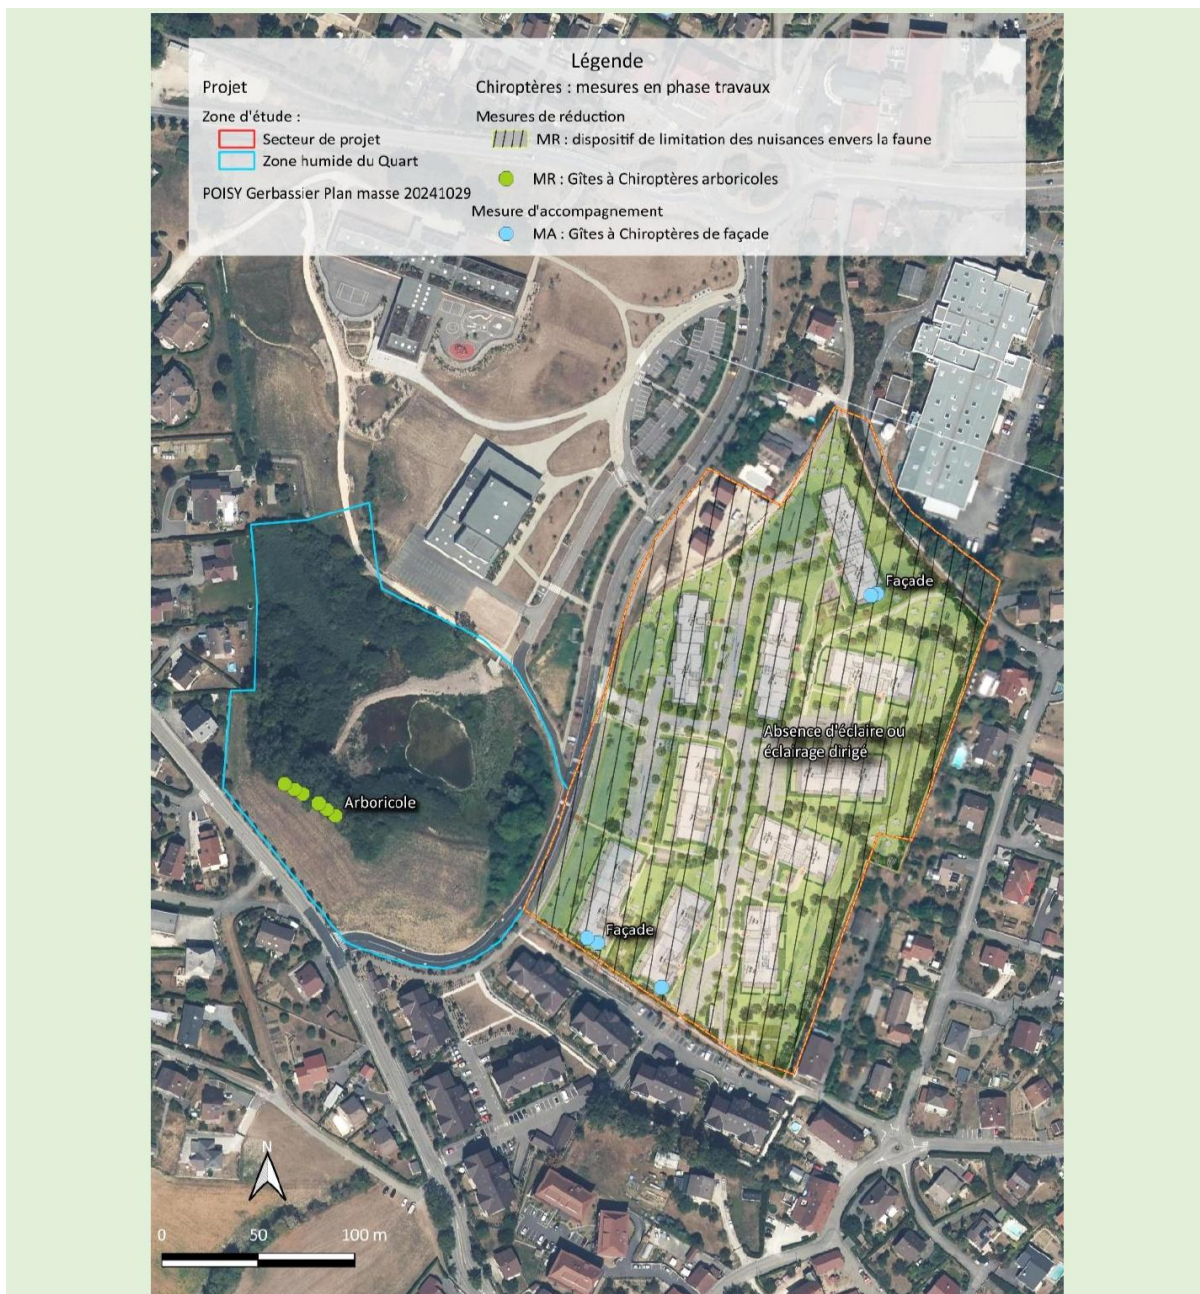 Légende
Projet
Chiroptères : mesures en phase travaux
Zone d'étude :
Mesures de réduction
Secteur de projet
MR : dispositif de limitation des nuisances envers la faune
Zone humide du Quart
MR : Gîtes à Chiroptères arboricoles
POISY Gerbassier Plan masse 20241029
Mesure d'accompagnement
MA : Gîtes à Chiroptères de façade
Façade
Absence d'éclaire ou
éclairage dirigé
Arboricole
Façade
N
0 50 100 m